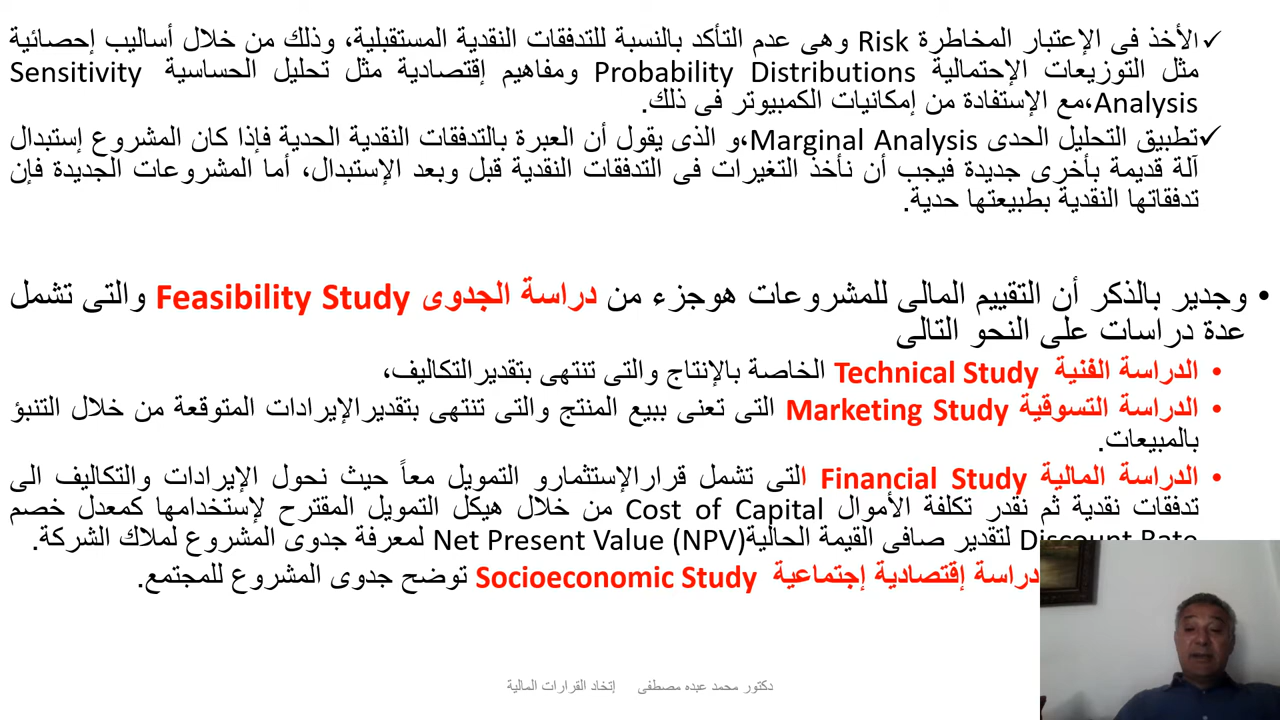 ✓الأخذ فى الإعتبار المخاطرة Risk وهى عدم التأكد بالنسبة للتدفقات النقدية المستقبلية، وذلك من خلال أساليب إحصائية
مثل التوزيعات الإحتمالية Probability Distributions ومفاهيم إقتصادية مثل تحليل الحساسية Sensitivity
Analysis،مع الإستفادة من إمكانيات الكمبيوتر فى ذلك.
✓تطبيق التحليل الحدى Marginal Analysis،و الذى يقول أن العبرة بالتدفقات النقدية الحدية فإذا كان المشروع إستبدال
آلة قديمة بأخرى جديدة فيجب أن نأخذ التغيرات فى التدفقات النقدية قبل وبعد الإستبدال، أما المشروعات الجديدة فإن
تدفقاتها النقدية بطبيعتها حدية.
• وجدير بالذكر أن التقييم المالى للمشروعات هوجزء من دراسة الجدوى Feasibility Study والتى تشمل
عدة دراسات على النحو التالى
• الدراسة الفنية Technical Study الخاصة بالإنتاج والتى تنتهى بتقديرالتكاليف،
• الدراسة التسوقية Marketing Study التى تعنى ببيع المنتج والتى تنتهى بتقديرالإيرادات المتوقعة من خلال التنبؤ
بالمبيعات.
• الدراسة المالية Financial Study التى تشمل قرارالإستثمارو التمويل معاً حيث نحول الإيرادات والتكاليف الى
تدفقات نقدية ثم نقدر تكلفة الأموال Cost of Capital من خلال هيكل التمويل المقترح لإستخدامها كمعدل خصم
Discount Rate لتقدير صافى القيمة الحالية(NPV) Net Present Value لمعرفة جدوى المشروع لملاك الشركة.
دراسة إقتصادية إجتماعية Socioeconomic Study توضح جدوى المشروع للمجتمع.
دكتور محمد عبده مصطفى إتخاد القرارات المالية